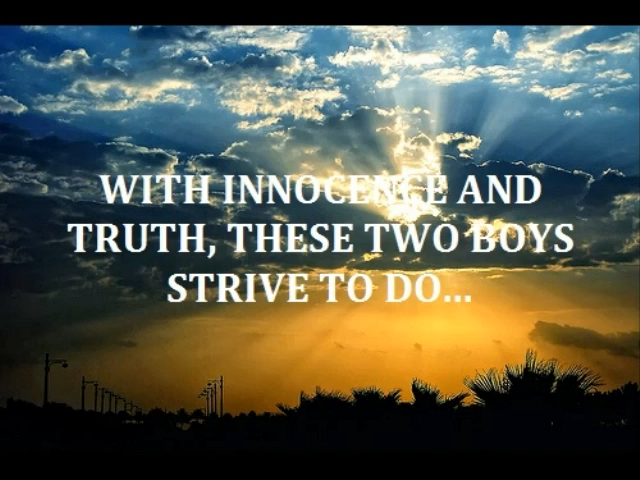 WITH INNOCENCE AND
TRUTH, THESE TWO BOYS
STRIVE TO DO...